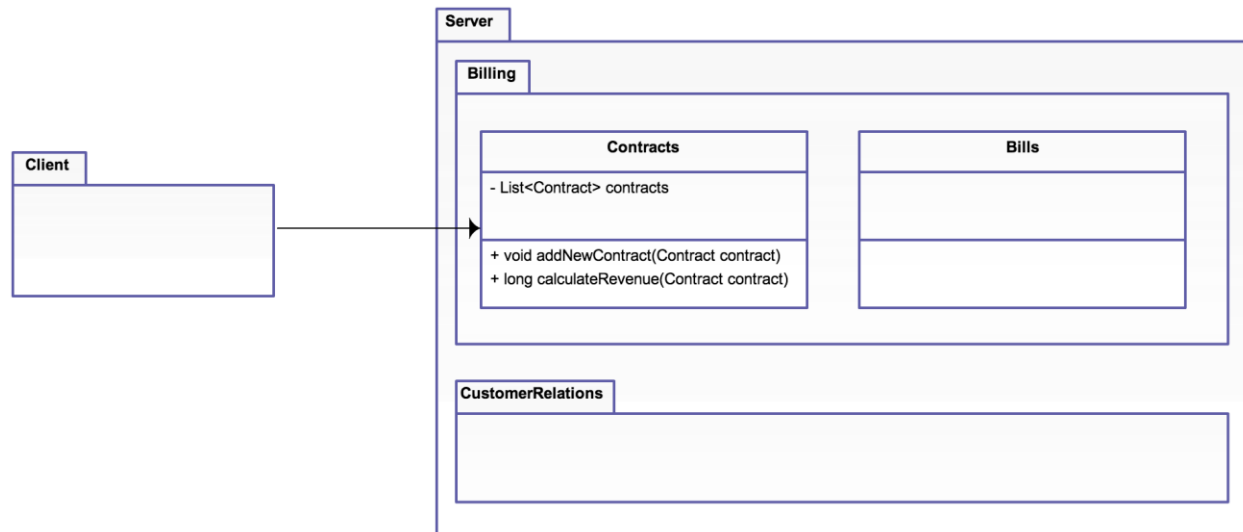 Server
Billing
Client
Contracts
- List<Contract> contracts
+ void addNewContract(Contract contract)
+ long calculateRevenue(Contract contract)
Bills
CustomerRelations